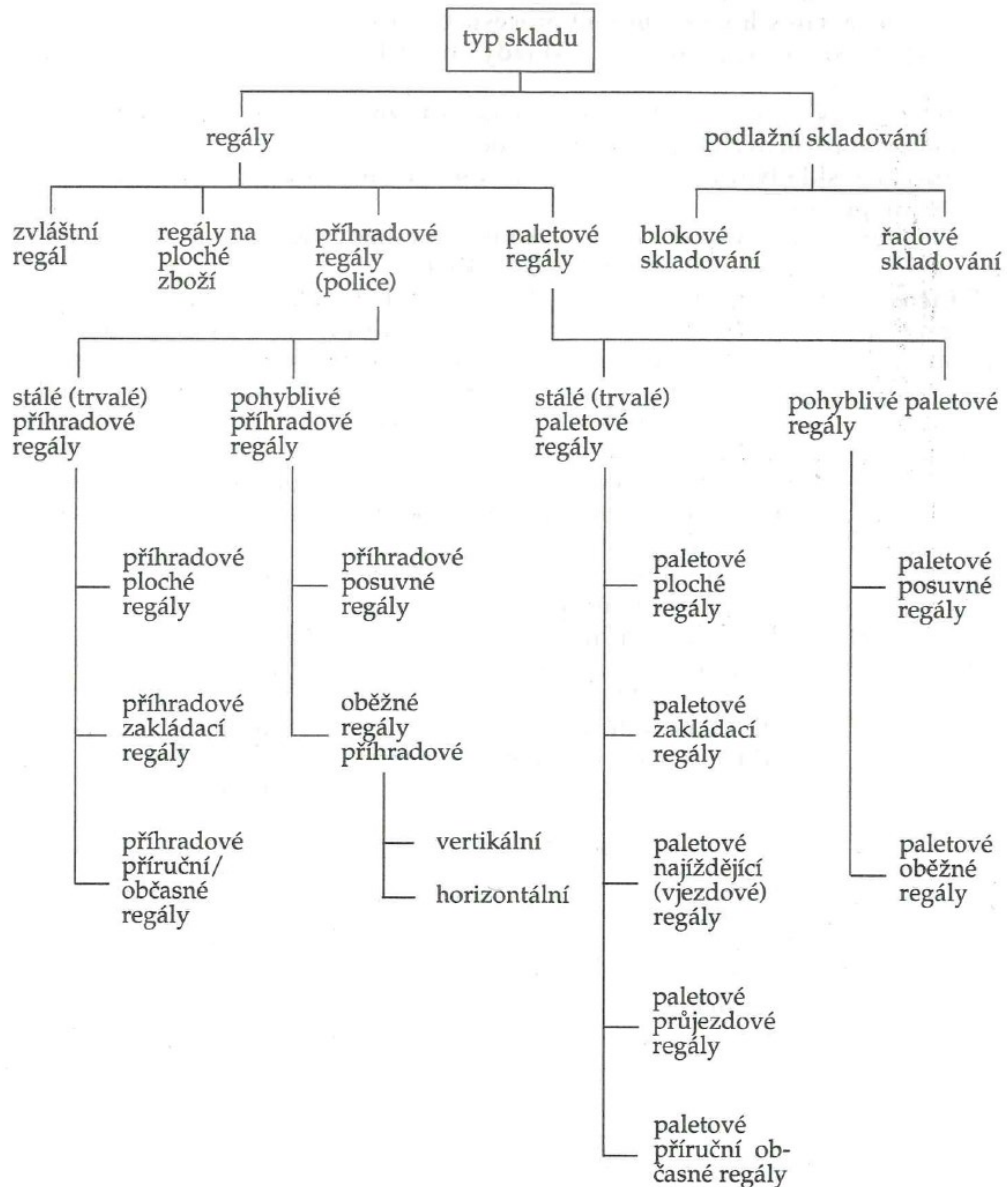 typ skladu
regály
podlažní skladování
zvláštní
regál
regály na
ploché
zboží
příhradové
regály
(police)
paletové
regály
blokové
skladování
řadové
skladování
stálé (trvalé)
příhradové
regály
pohyblivé
příhradové
regály
stálé (trvalé)
paletové
regály
pohyblivé paletové
regály
příhradové
ploché
regály
příhradové
posuvné
regály
paletové
ploché
regály
paletové
posuvné
regály
příhradové
zakládací
regály
oběžné
regály
příhradové
paletové
zakládací
regály
příhradové
příruční/
občasné
regály
vertikální
horizontální
paletové
najíždějící
(vjezdové)
regály
paletové
oběžné
regály
paletové
průjezdové
regály
paletové
příruční ob-
časné regály